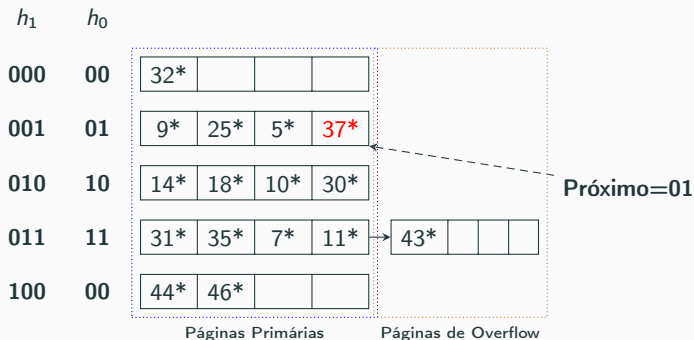 h1 h0
000 00 32*
001 01 9* 25* 5* 37*
010 10 14* 18* 10* 30*
Próximo=01
011 11 31* 35* 7* 11* 43*
100 00 44* 46*
Páginas Primárias Páginas de Overflow